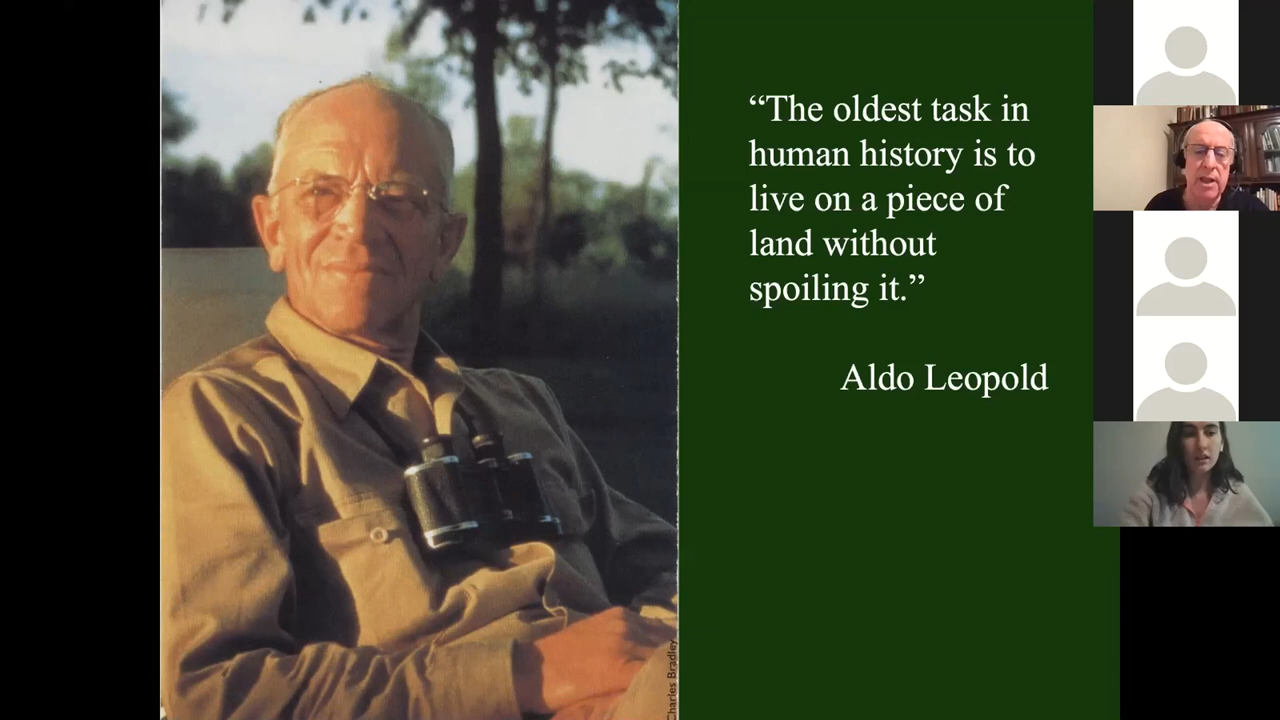 “The oldest task in
human history is to
live on a piece of
land without
spoiling it.”
Aldo Leopold
Charles Bradley